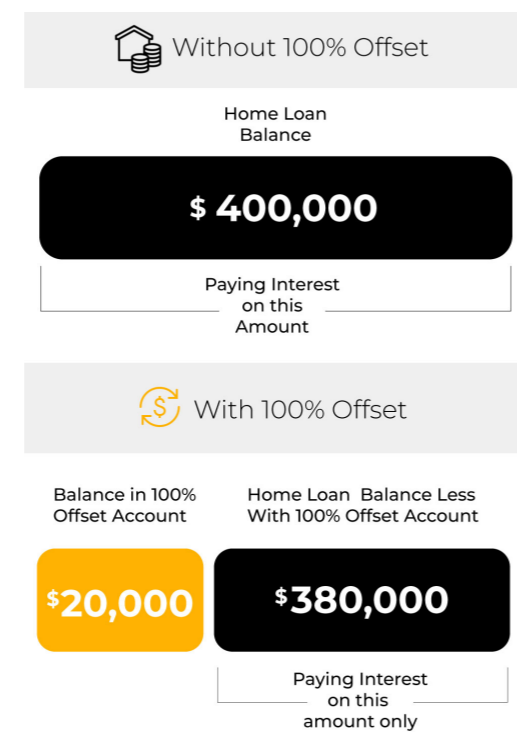 Without 100% Offset
Home Loan
Balance
$ 400,000
Paying Interest
on this
Amount
With 100% Offset
Balance in 100%
Offset Account
Home Loan Balance Less
With 100% Offset Account
$20,000
$380,000
Paying Interest
on this
amount only